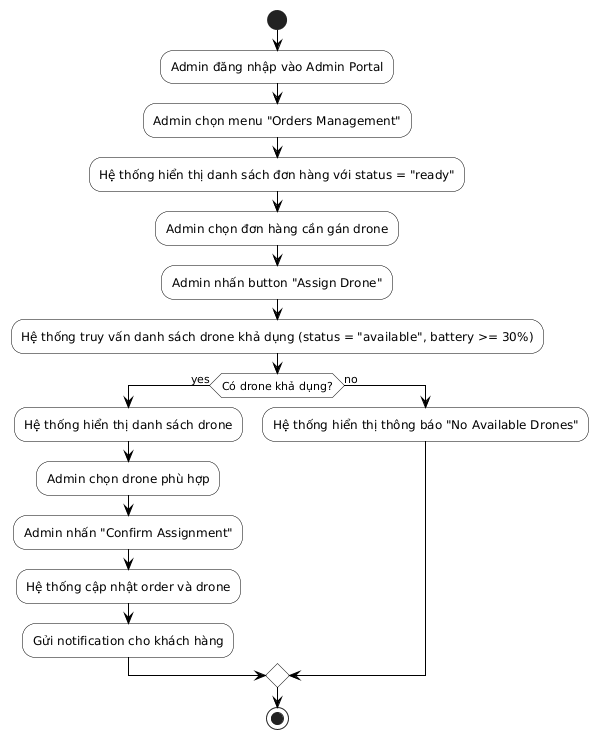 Admin đăng nhập vào Admin Portal
Admin chọn menu "Orders Management"
Hệ thống hiển thị danh sách đơn hàng với status = "ready"
Admin chọn đơn hàng cần gán drone
Admin nhấn button "Assign Drone"
Hệ thống truy vấn danh sách drone khả dụng (status = "available", battery >= 30%)
Có drone khả dụng?
yes
no
Hệ thống hiển thị danh sách drone
Admin chọn drone phù hợp
Admin nhấn "Confirm Assignment"
Hệ thống cập nhật order và drone
Gửi notification cho khách hàng
Hệ thống hiển thị thông báo "No Available Drones"